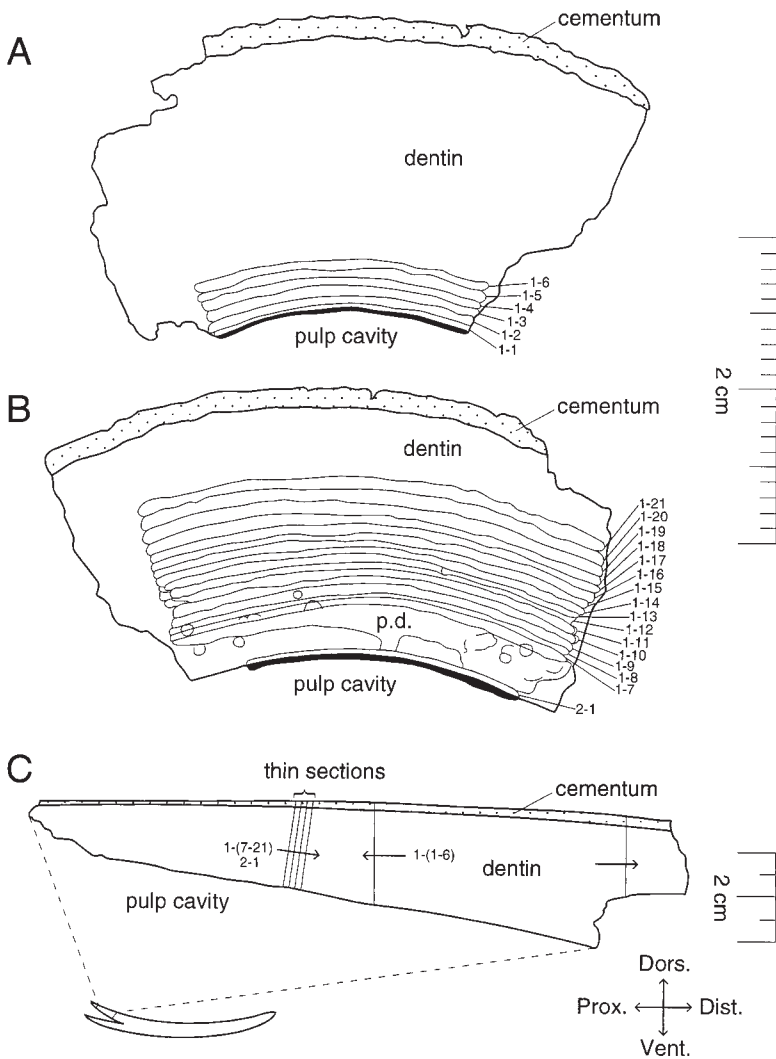 A
cementum
dentin
1-6
1-5
1-4
1-3
1-2
1-1
pulp cavity
2 cm
B
cementum
dentin
1-21
1-20
1-19
1-18
1-17
1-16
1-15
1-14
1-13
1-12
1-11
1-10
1-9
1-8
1-7
p.d.
pulp cavity
2-1
C
thin sections
cementum
1-(7-21)
2-1
1-(1-6)
dentin
pulp cavity
2 cm
Dors.
Prox.
Dist.
Vent.